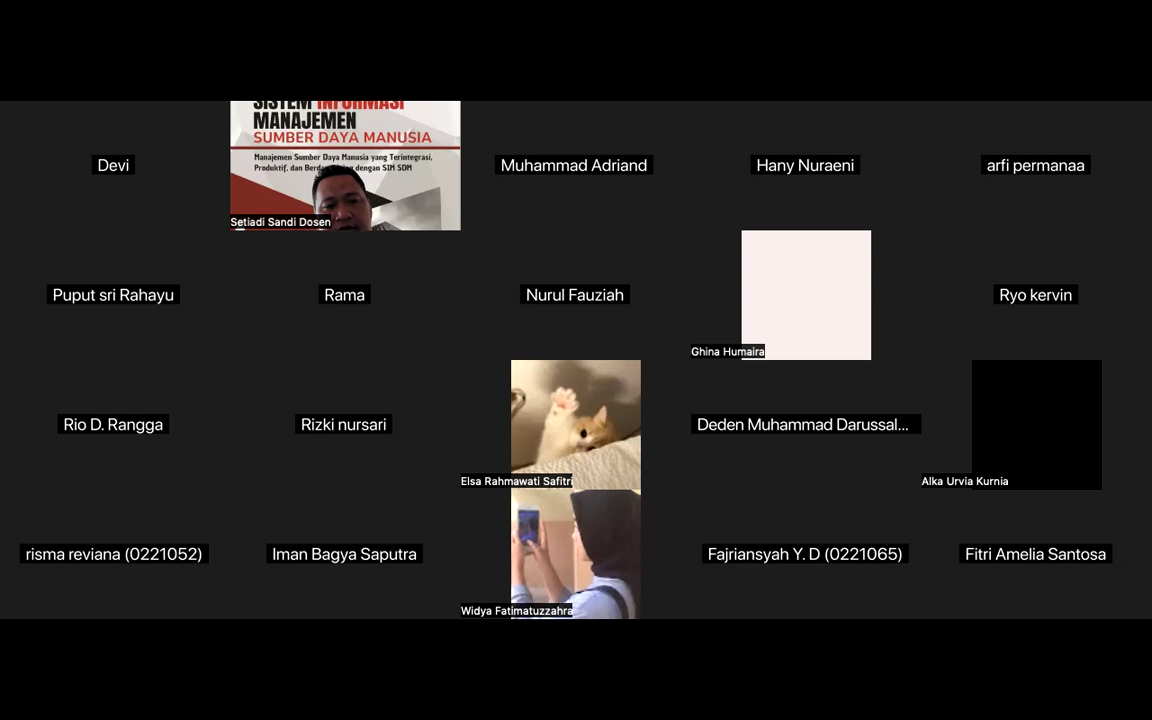 SISTEM INFORMASI
MANAJEMEN
SUMBER DAYA MANUSIA
Manajemen Sumber Daya Manusia yang Terintegrasi,
Produktif, dan dengan SIM SDM
Devi
Setiadi Sandi Dosen
Muhammad Adriand
Hany Nuraeni
arfi permanaa
Puput sri Rahayu
Rama
Nurul Fauziah
Ghina Humaira
Ryo kervin
Rio D. Rangga
Rizki nursari
Elsa Rahmawati Safitri
Deden Muhammad Darussal...
Alka Urvia Kurnia
risma reviana (0221052)
Iman Bagya Saputra
Widya Fatimatuzzahra
Fajriansyah Y. D (0221065)
Fitri Amelia Santosa